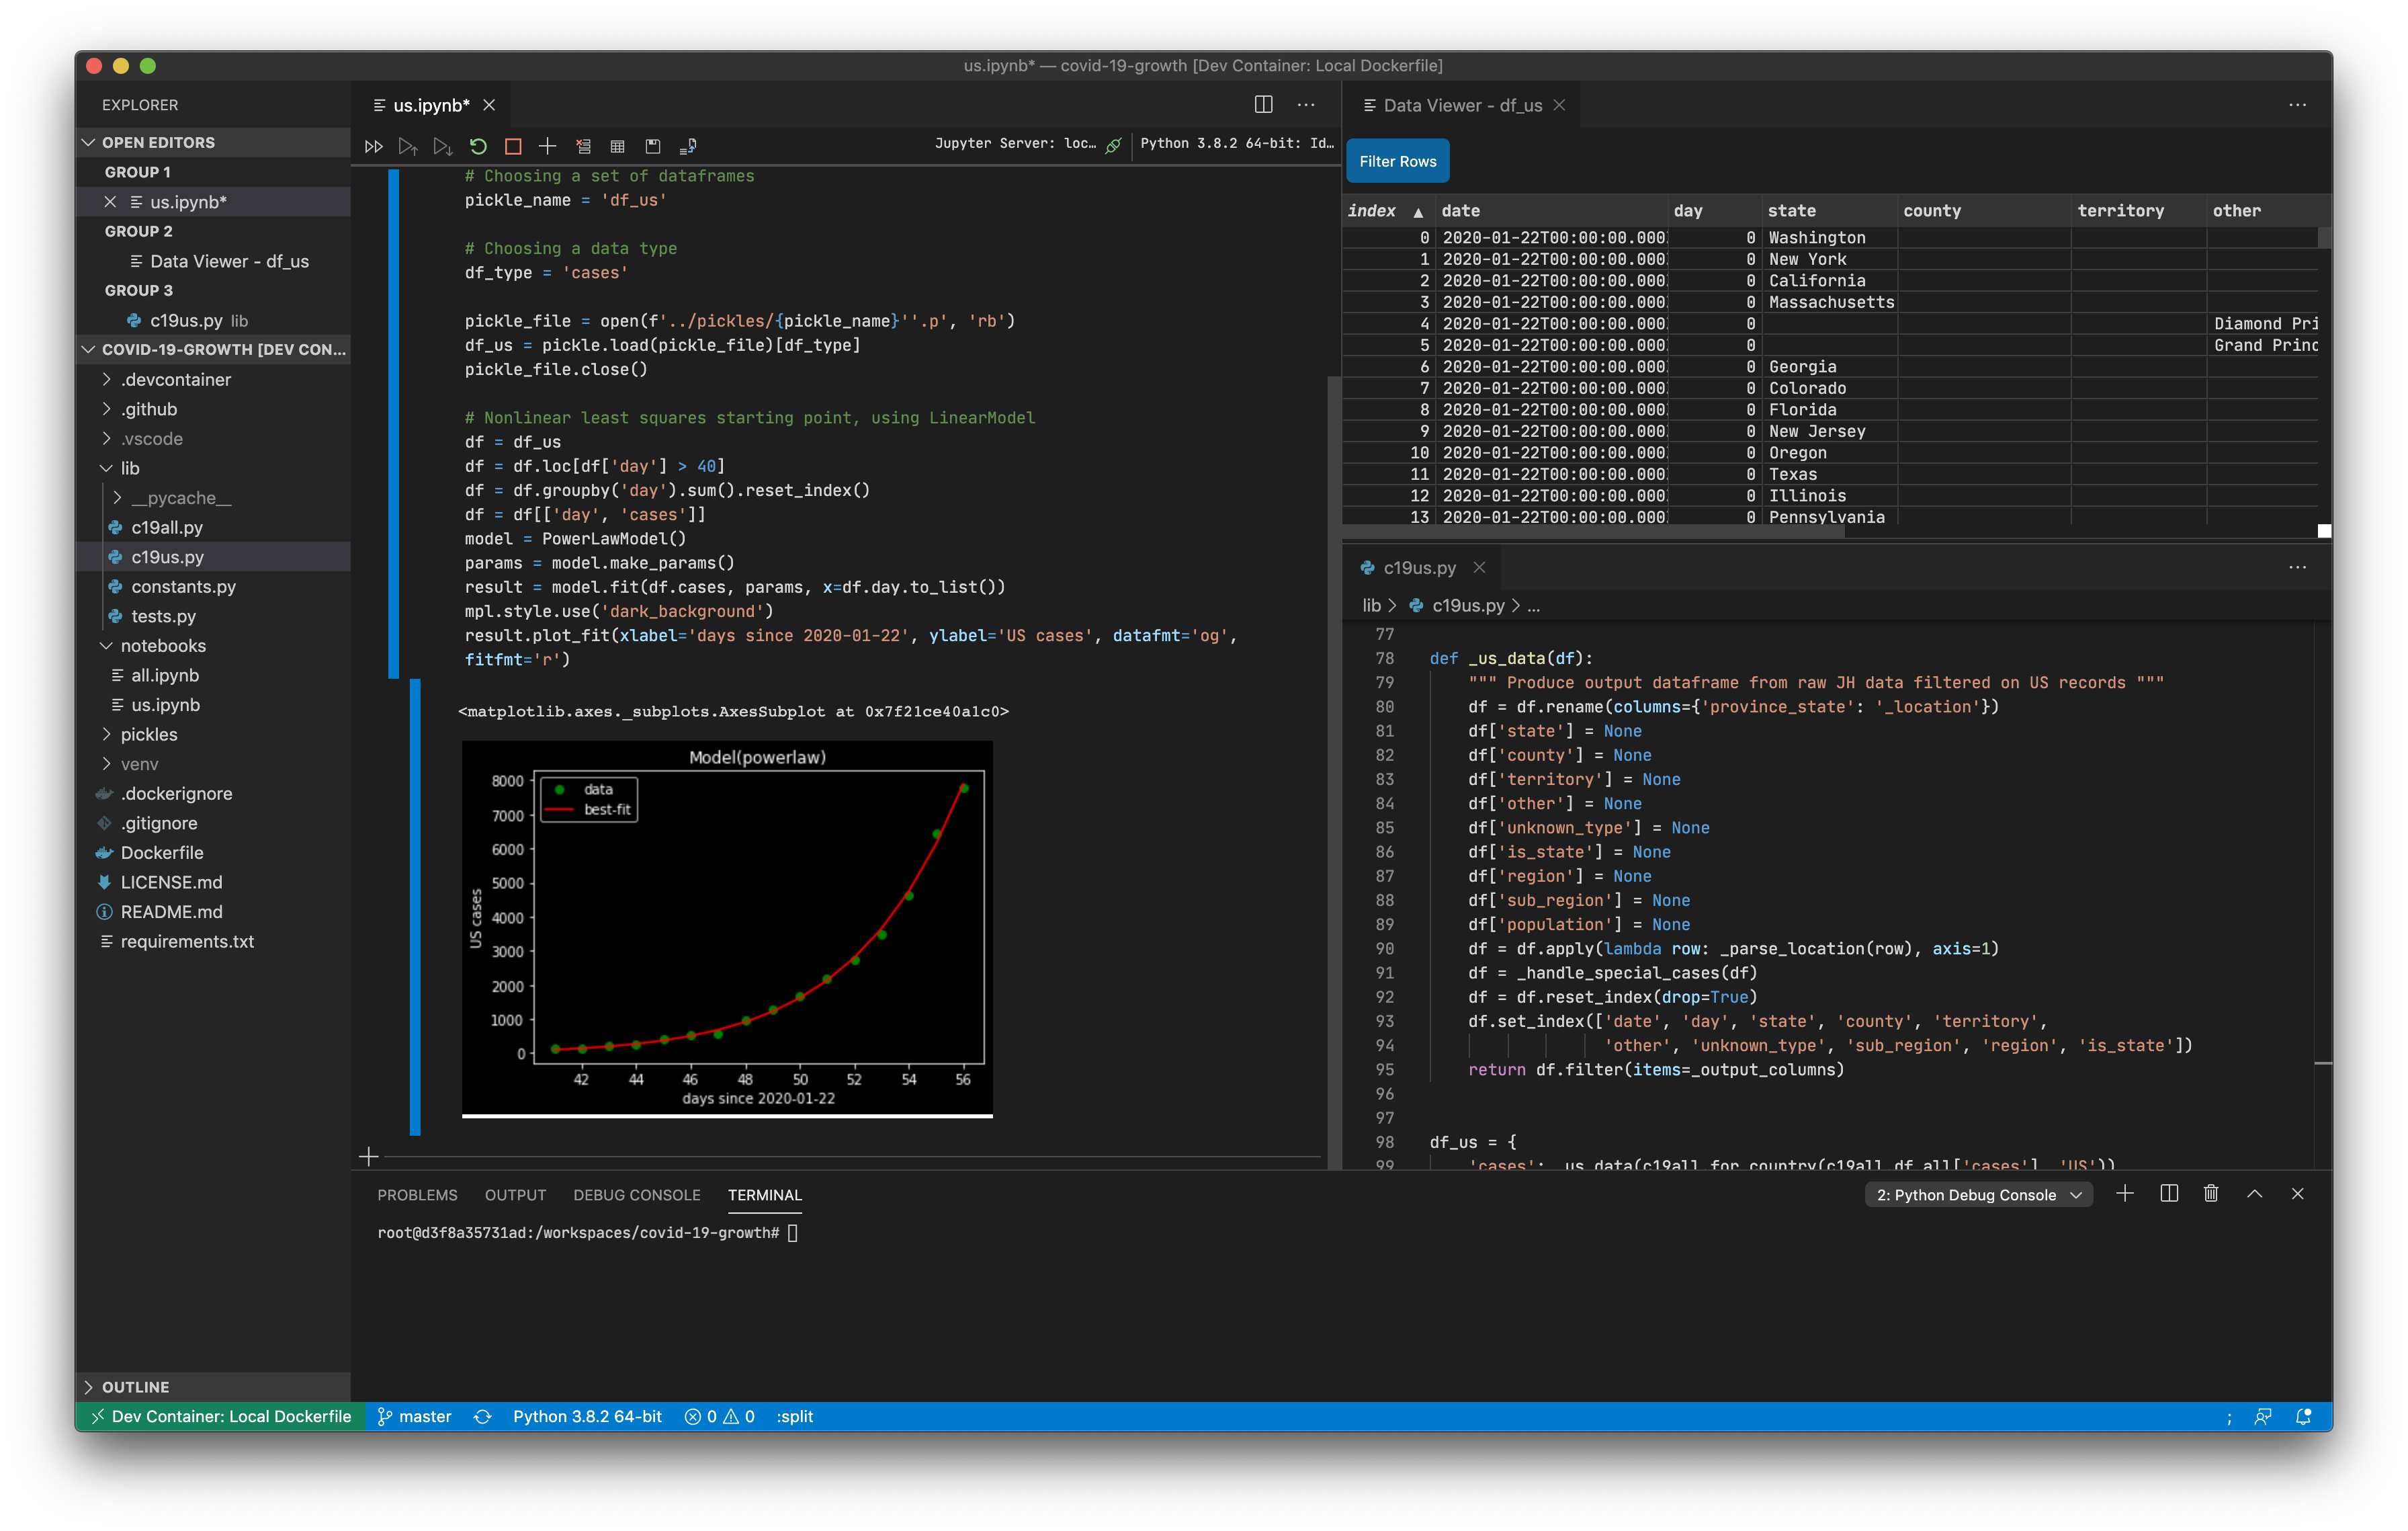 us.ipynb* — covid-19-growth [Dev Container: Local Dockerfile]
EXPLORER
OPEN EDITORS
GROUP 1
us.ipynb*
GROUP 2
Data Viewer - df_us
GROUP 3
c19us.py lib
COVID-19-GROWTH [DEV CON...
.devcontainer
.github
.vscode
lib
__pycache__
c19all.py
c19us.py
constants.py
tests.py
notebooks
all.ipynb
us.ipynb
pickles
venv
.dockerignore
.gitignore
Dockerfile
LICENSE.md
README.md
requirements.txt
OUTLINE
us.ipynb*
Jupyter Server: loc… Python 3.8.2 64-bit: Id…
# Choosing a set of dataframes
pickle_name = 'df_us'
# Choosing a data type
df_type = 'cases'
pickle_file = open(f'../pickles/{pickle_name}''.p', 'rb')
df_us = pickle.load(pickle_file)[df_type]
pickle_file.close()
# Nonlinear least squares starting point, using LinearModel
df = df_us
df = df.loc[df['day'] > 40]
df = df.groupby('day').sum().reset_index()
df = df[['day', 'cases']]
model = PowerLawModel()
params = model.make_params()
result = model.fit(df.cases, params, x=df.day.to_list())
mpl.style.use('dark_background')
result.plot_fit(xlabel='days since 2020-01-22', ylabel='US cases', datafmt='og',
fitfmt='r')
<matplotlib.axes._subplots.AxesSubplot at 0x7f21ce40a1c0>
Model(powerlaw)
data
best-fit
8000
7000
6000
5000
4000
3000
2000
1000
0
US cases
42 44 46 48 50 52 54 56
days since 2020-01-22
Data Viewer - df_us
Filter Rows
index ▲ date day state county territory other
0 2020-01-22T00:00:00.000 0 Washington
1 2020-01-22T00:00:00.000 0 New York
2 2020-01-22T00:00:00.000 0 California
3 2020-01-22T00:00:00.000 0 Massachusetts
4 2020-01-22T00:00:00.000 0 Diamond Pri
5 2020-01-22T00:00:00.000 0 Grand Princ
6 2020-01-22T00:00:00.000 0 Georgia
7 2020-01-22T00:00:00.000 0 Colorado
8 2020-01-22T00:00:00.000 0 Florida
9 2020-01-22T00:00:00.000 0 New Jersey
10 2020-01-22T00:00:00.000 0 Oregon
11 2020-01-22T00:00:00.000 0 Texas
12 2020-01-22T00:00:00.000 0 Illinois
13 2020-01-22T00:00:00.000 0 Pennsylvania
c19us.py
lib > c19us.py > ...
77
78 def _us_data(df):
79 """ Produce output dataframe from raw JH data filtered on US records """
80 df = df.rename(columns={'province_state': '_location'})
81 df['state'] = None
82 df['county'] = None
83 df['territory'] = None
84 df['other'] = None
85 df['unknown_type'] = None
86 df['is_state'] = None
87 df['region'] = None
88 df['sub_region'] = None
89 df['population'] = None
90 df = df.apply(lambda row: _parse_location(row), axis=1)
91 df = _handle_special_cases(df)
92 df = df.reset_index(drop=True)
93 df.set_index(['date', 'day', 'state', 'county', 'territory',
94 'other', 'unknown_type', 'sub_region', 'region', 'is_state'])
95 return df.filter(items=_output_columns)
96
97
98 df_us = {
99 'cases': _us_data(c19all.for_country(c19all.df_all['cases'], 'US'))
PROBLEMS OUTPUT DEBUG CONSOLE TERMINAL
2: Python Debug Console
root@d3f8a35731ad:/workspaces/covid-19-growth#
Dev Container: Local Dockerfile master Python 3.8.2 64-bit 0 0 :split ;